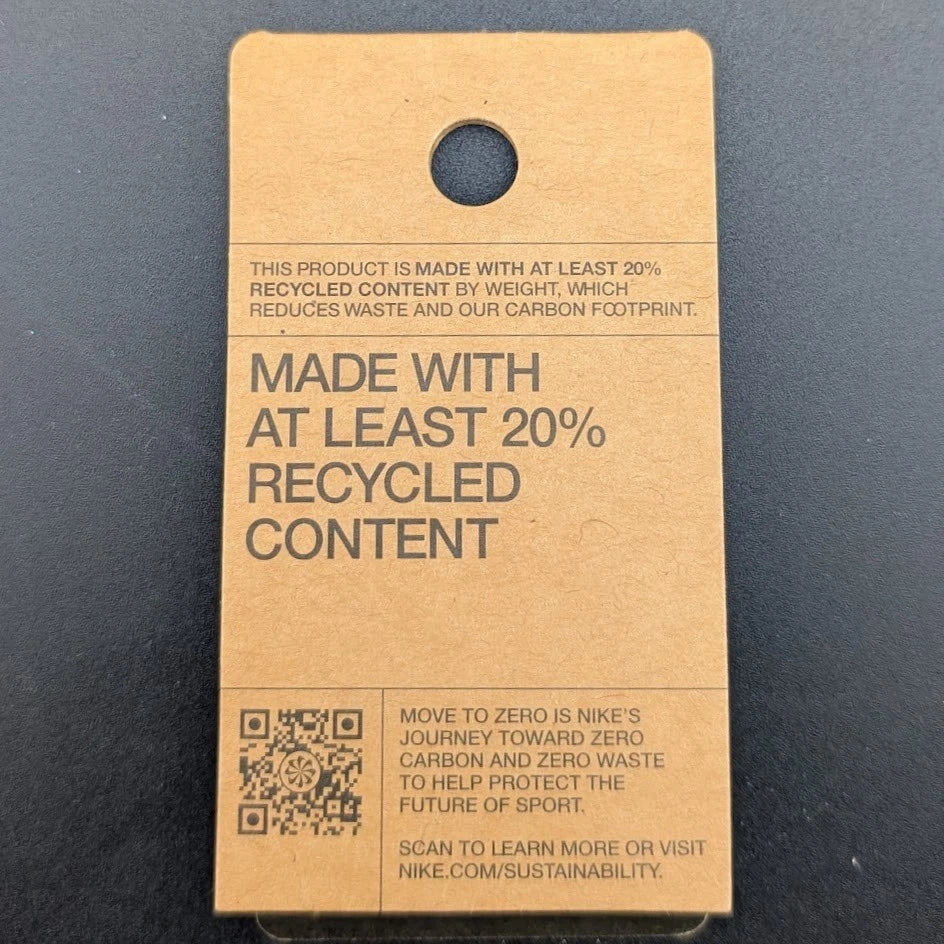 THIS PRODUCT IS MADE WITH AT LEAST 20%
RECYCLED CONTENT BY WEIGHT, WHICH
REDUCES WASTE AND OUR CARBON FOOTPRINT.
MADE WITH
AT LEAST 20%
RECYCLED
CONTENT
MOVE TO ZERO IS NIKE'S
JOURNEY TOWARD ZERO
CARBON AND ZERO WASTE
TO HELP PROTECT THE
FUTURE OF SPORT.
SCAN TO LEARN MORE OR VISIT
NIKE.COM/SUSTAINABILITY.